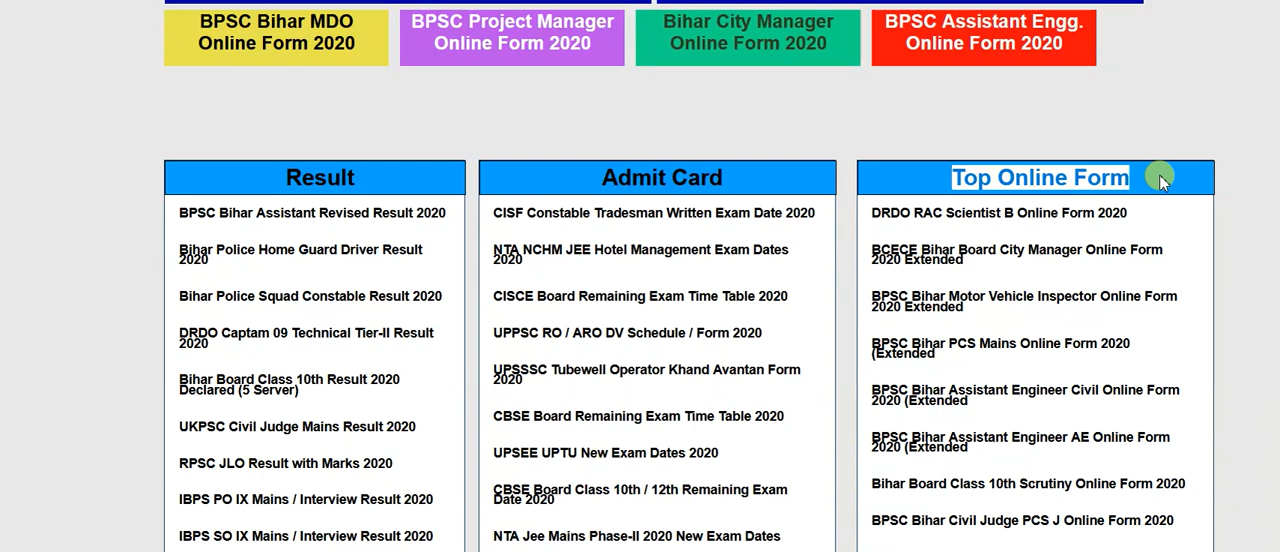 BPSC Bihar MDO
Online Form 2020
BPSC Project Manager
Online Form 2020
Bihar City Manager
Online Form 2020
BPSC Assistant Engg.
Online Form 2020
Result
BPSC Bihar Assistant Revised Result 2020
Bihar Police Home Guard Driver Result
2020
Bihar Police Squad Constable Result 2020
DRDO Captam 09 Technical Tier-II Result
2020
Bihar Board Class 10th Result 2020
Declared (5 Server)
UKPSC Civil Judge Mains Result 2020
RPSC JLO Result with Marks 2020
IBPS PO IX Mains / Interview Result 2020
IBPS SO IX Mains / Interview Result 2020
Admit Card
CISF Constable Tradesman Written Exam Date 2020
NTA NCHM JEE Hotel Management Exam Dates
2020
CISCE Board Remaining Exam Time Table 2020
UPPSC RO / ARO DV Schedule / Form 2020
UPSSSC Tubewell Operator Khand Avantan Form
2020
CBSE Board Remaining Exam Time Table 2020
UPSEE UPTU New Exam Dates 2020
CBSE Board Class 10th / 12th Remaining Exam
Date 2020
NTA Jee Mains Phase-II 2020 New Exam Dates
Top Online Form
DRDO RAC Scientist B Online Form 2020
BCECE Bihar Board City Manager Online Form
2020 Extended
BPSC Bihar Motor Vehicle Inspector Online Form
2020 Extended
BPSC Bihar PCS Mains Online Form 2020
(Extended
BPSC Bihar Assistant Engineer Civil Online Form
2020 (Extended
BPSC Bihar Assistant Engineer AE Online Form
2020 (Extended
Bihar Board Class 10th Scrutiny Online Form 2020
BPSC Bihar Civil Judge PCS J Online Form 2020